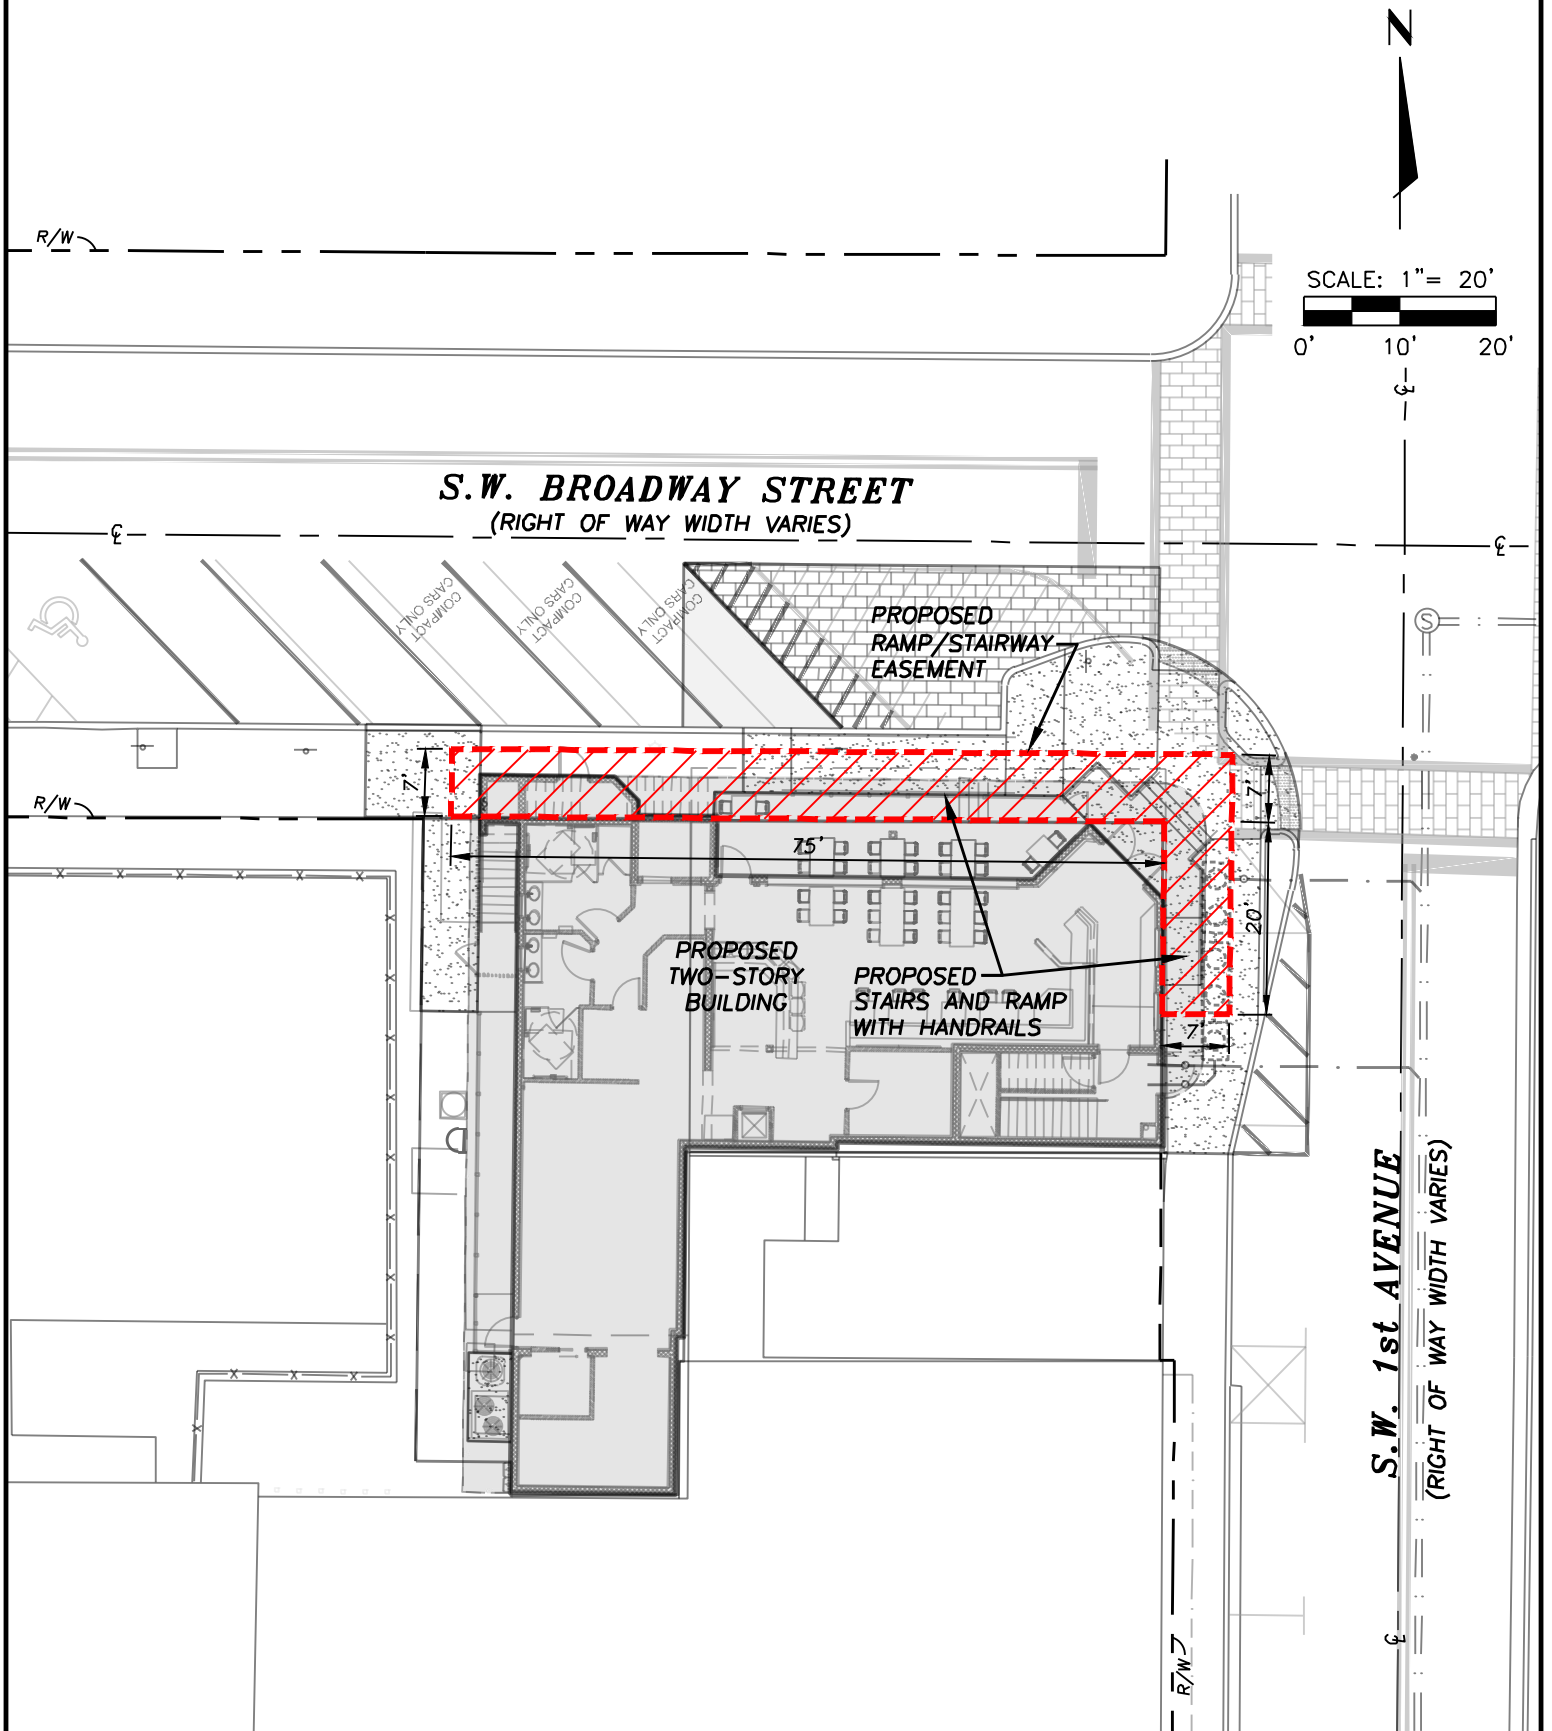 N
R/W
SCALE: 1"= 20'
0' 10' 20'
℄
S.W. BROADWAY STREET
(RIGHT OF WAY WIDTH VARIES)
℄
℄
COMPACT
CARS ONLY
COMPACT
CARS ONLY
COMPACT
CARS ONLY
PROPOSED
RAMP/STAIRWAY
EASEMENT
S
7'
7'
R/W
75'
20'
PROPOSED
TWO-STORY
BUILDING
PROPOSED
STAIRS AND RAMP
WITH HANDRAILS
7'
S.W. 1st AVENUE
(RIGHT OF WAY WIDTH VARIES)
℄
R/W